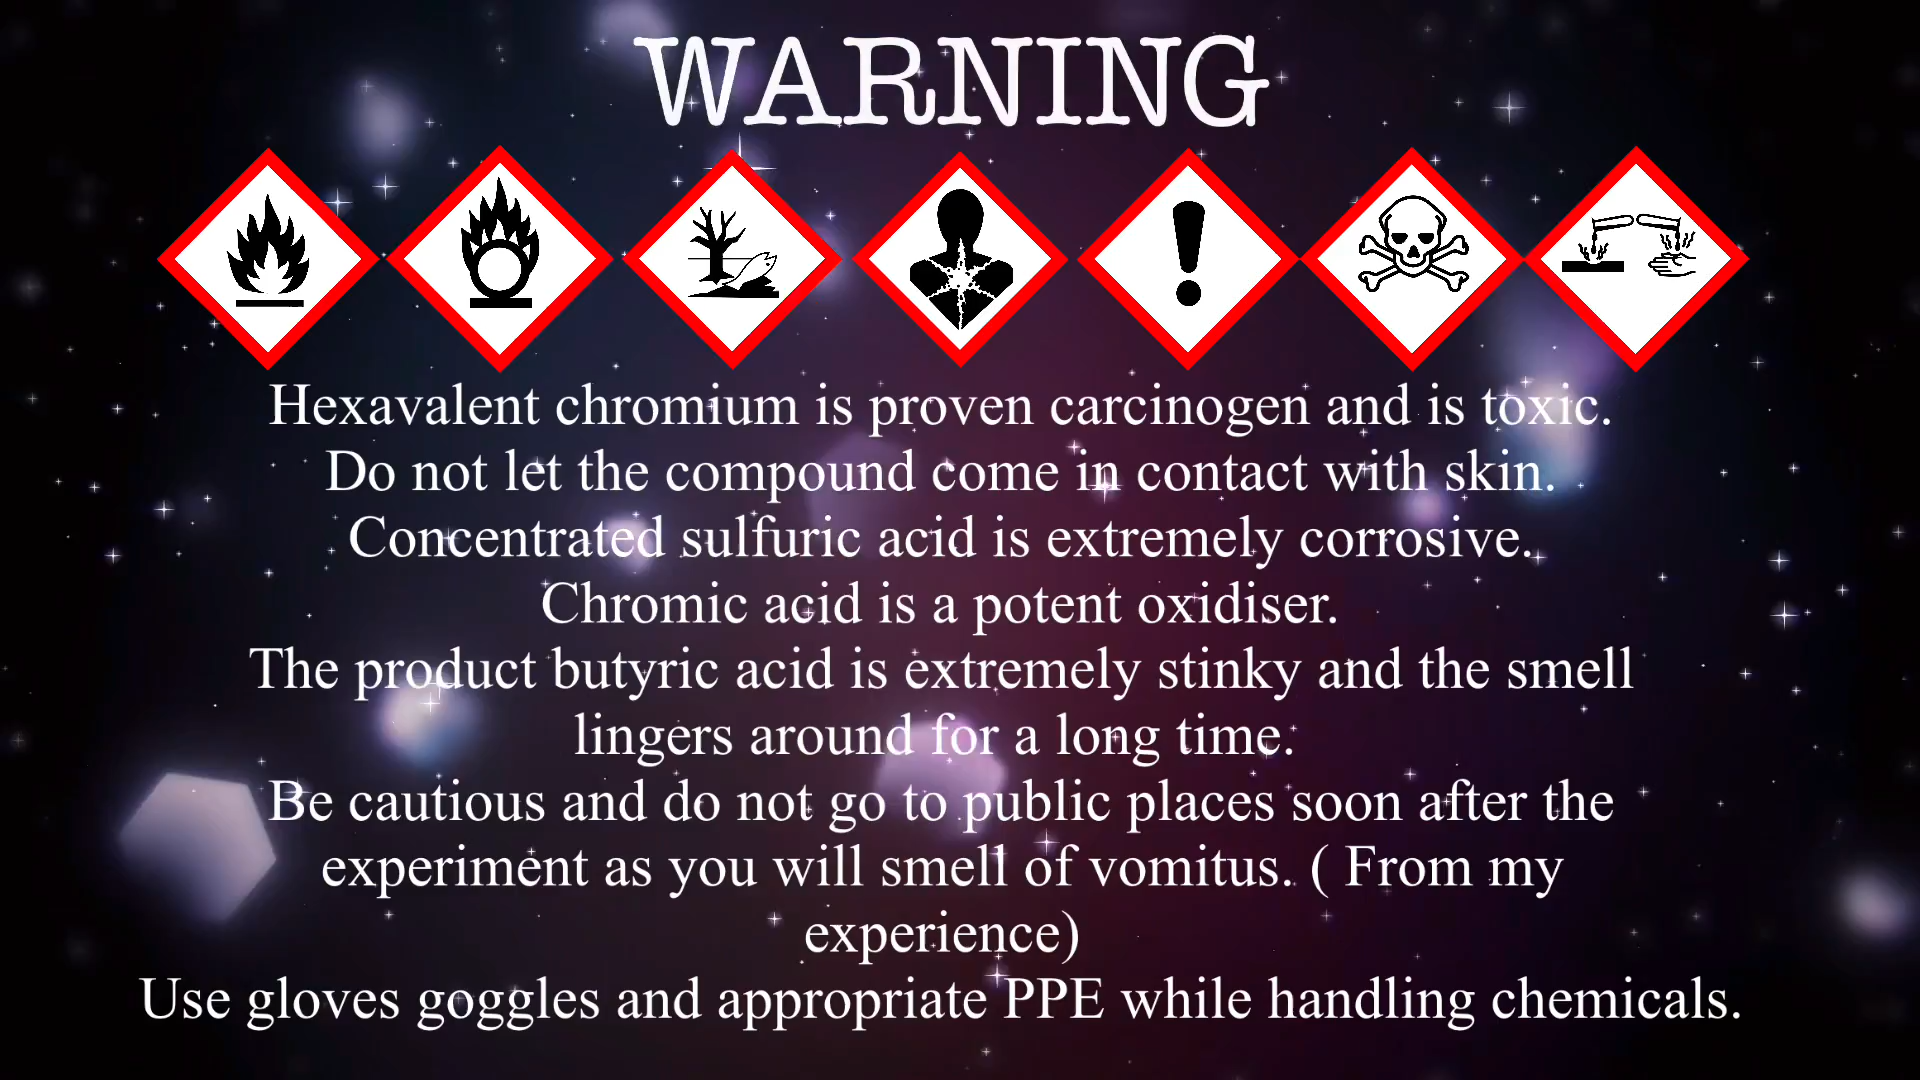 WARNING
Hexavalent chromium is proven carcinogen and is toxic.
Do not let the compound come in contact with skin.
Concentrated sulfuric acid is extremely corrosive.
Chromic acid is a potent oxidiser.
The product butyric acid is extremely stinky and the smell
lingers around for a long time.
Be cautious and do not go to public places soon after the
experiment as you will smell of vomitus. ( From my
experience)
Use gloves goggles and appropriate PPE while handling chemicals.